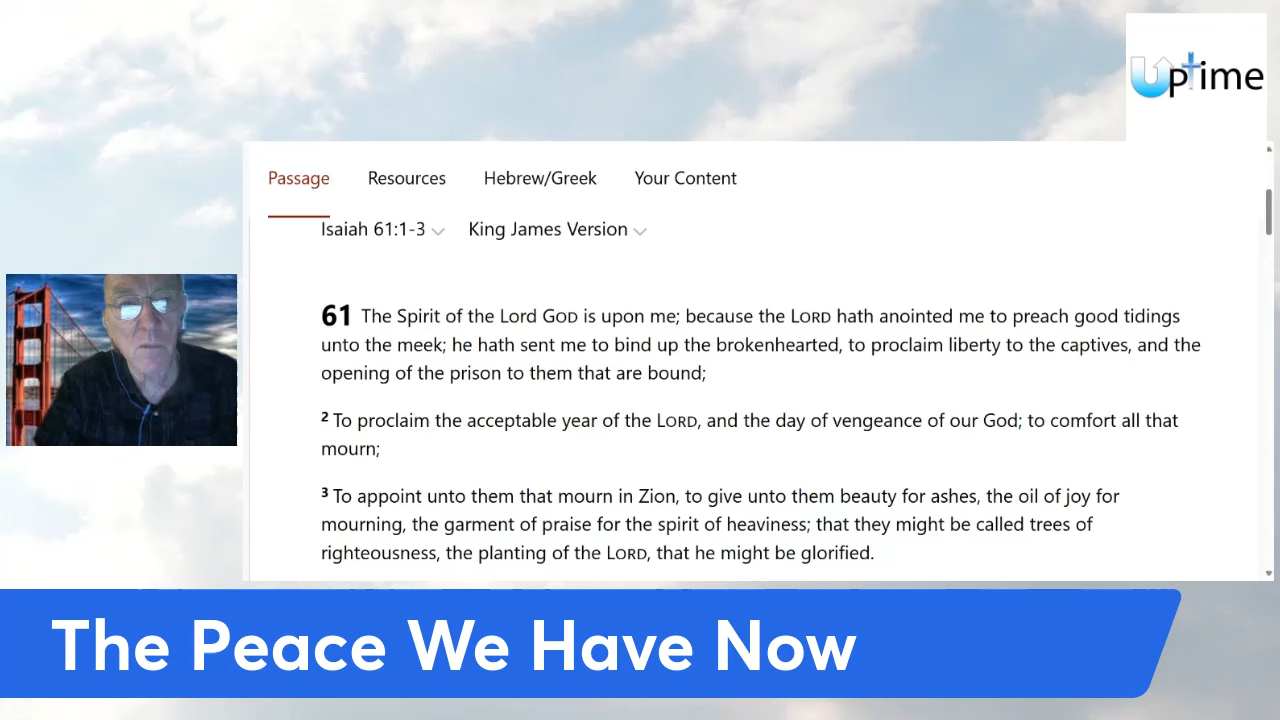 Uptime
Passage Resources Hebrew/Greek Your Content
Isaiah 61:1-3 King James Version
61 The Spirit of the Lord GOD is upon me; because the LORD hath anointed me to preach good tidings
unto the meek; he hath sent me to bind up the brokenhearted, to proclaim liberty to the captives, and the
opening of the prison to them that are bound;
2 To proclaim the acceptable year of the LORD, and the day of vengeance of our God; to comfort all that
mourn;
3 To appoint unto them that mourn in Zion, to give unto them beauty for ashes, the oil of joy for
mourning, the garment of praise for the spirit of heaviness; that they might be called trees of
righteousness, the planting of the LORD, that he might be glorified.
The Peace We Have Now